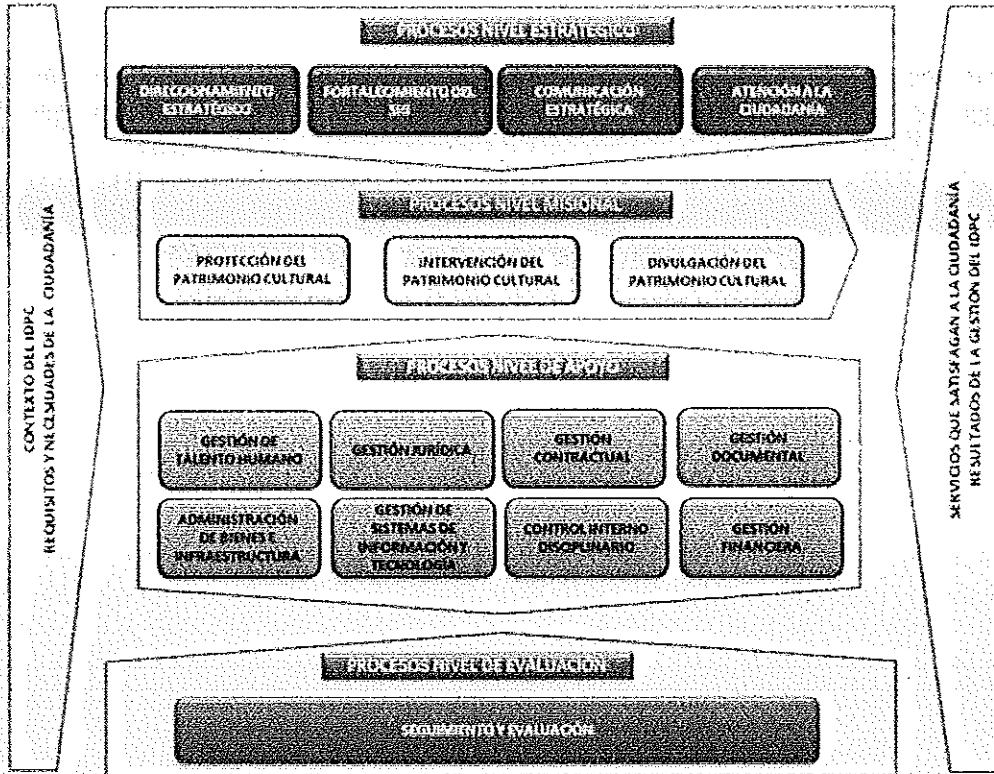 CONTEXTO DEL IDPC
REQUISITOS Y NECESIDADES DE LA CIUDADANÍA
PROCESOS NIVEL ESTRATÉGICO
DIRECCIONAMIENTO
ESTRATÉGICO
FORTALECIMIENTO DEL
SIG
COMUNICACIÓN
ESTRATÉGICA
ATENCIÓN A LA
CIUDADANÍA
PROCESOS NIVEL MISIONAL
PROTECCIÓN DEL
PATRIMONIO CULTURAL
INTERVENCIÓN DEL
PATRIMONIO CULTURAL
DIVULGACIÓN DEL
PATRIMONIO CULTURAL
PROCESOS NIVEL DE APOYO
GESTIÓN DE
TALENTO HUMANO
GESTIÓN JURÍDICA
GESTIÓN
CONTRACTUAL
GESTIÓN
DOCUMENTAL
ADMINISTRACIÓN
DE BIENES E
INFRAESTRUCTURA
GESTIÓN DE
SISTEMAS DE
INFORMACIÓN Y
TECNOLOGÍA
CONTROL INTERNO
DISCIPLINARIO
GESTIÓN
FINANCIERA
PROCESOS NIVEL DE EVALUACIÓN
SEGUIMIENTO Y EVALUACIÓN
SERVICIOS QUE SATISFAGAN A LA CIUDADANÍA
RESULTADOS DE LA GESTIÓN DEL IDPC